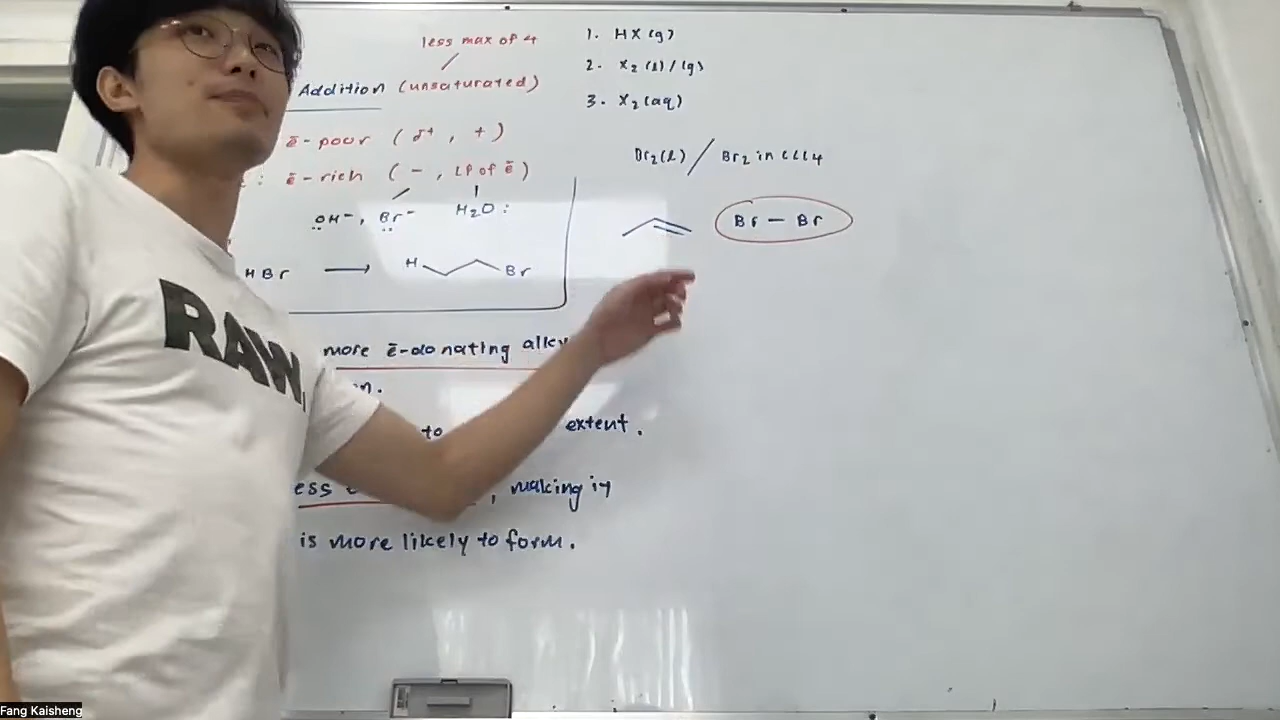 less max of 4
Addition (unsaturated)
ē-poor (δ+, +)
: ē-rich (-, LP of ē)
OH-, Br- H2O:
HBr → H Br
more ē-donating alky
n.
to extent.
ess , making it
is more likely to form.
1. HX(g)
2. X2(l)/(g)
3. X2(aq)
Br2(l) / Br2 in CCl4
Br — Br
RAW.
Fang Kaisheng